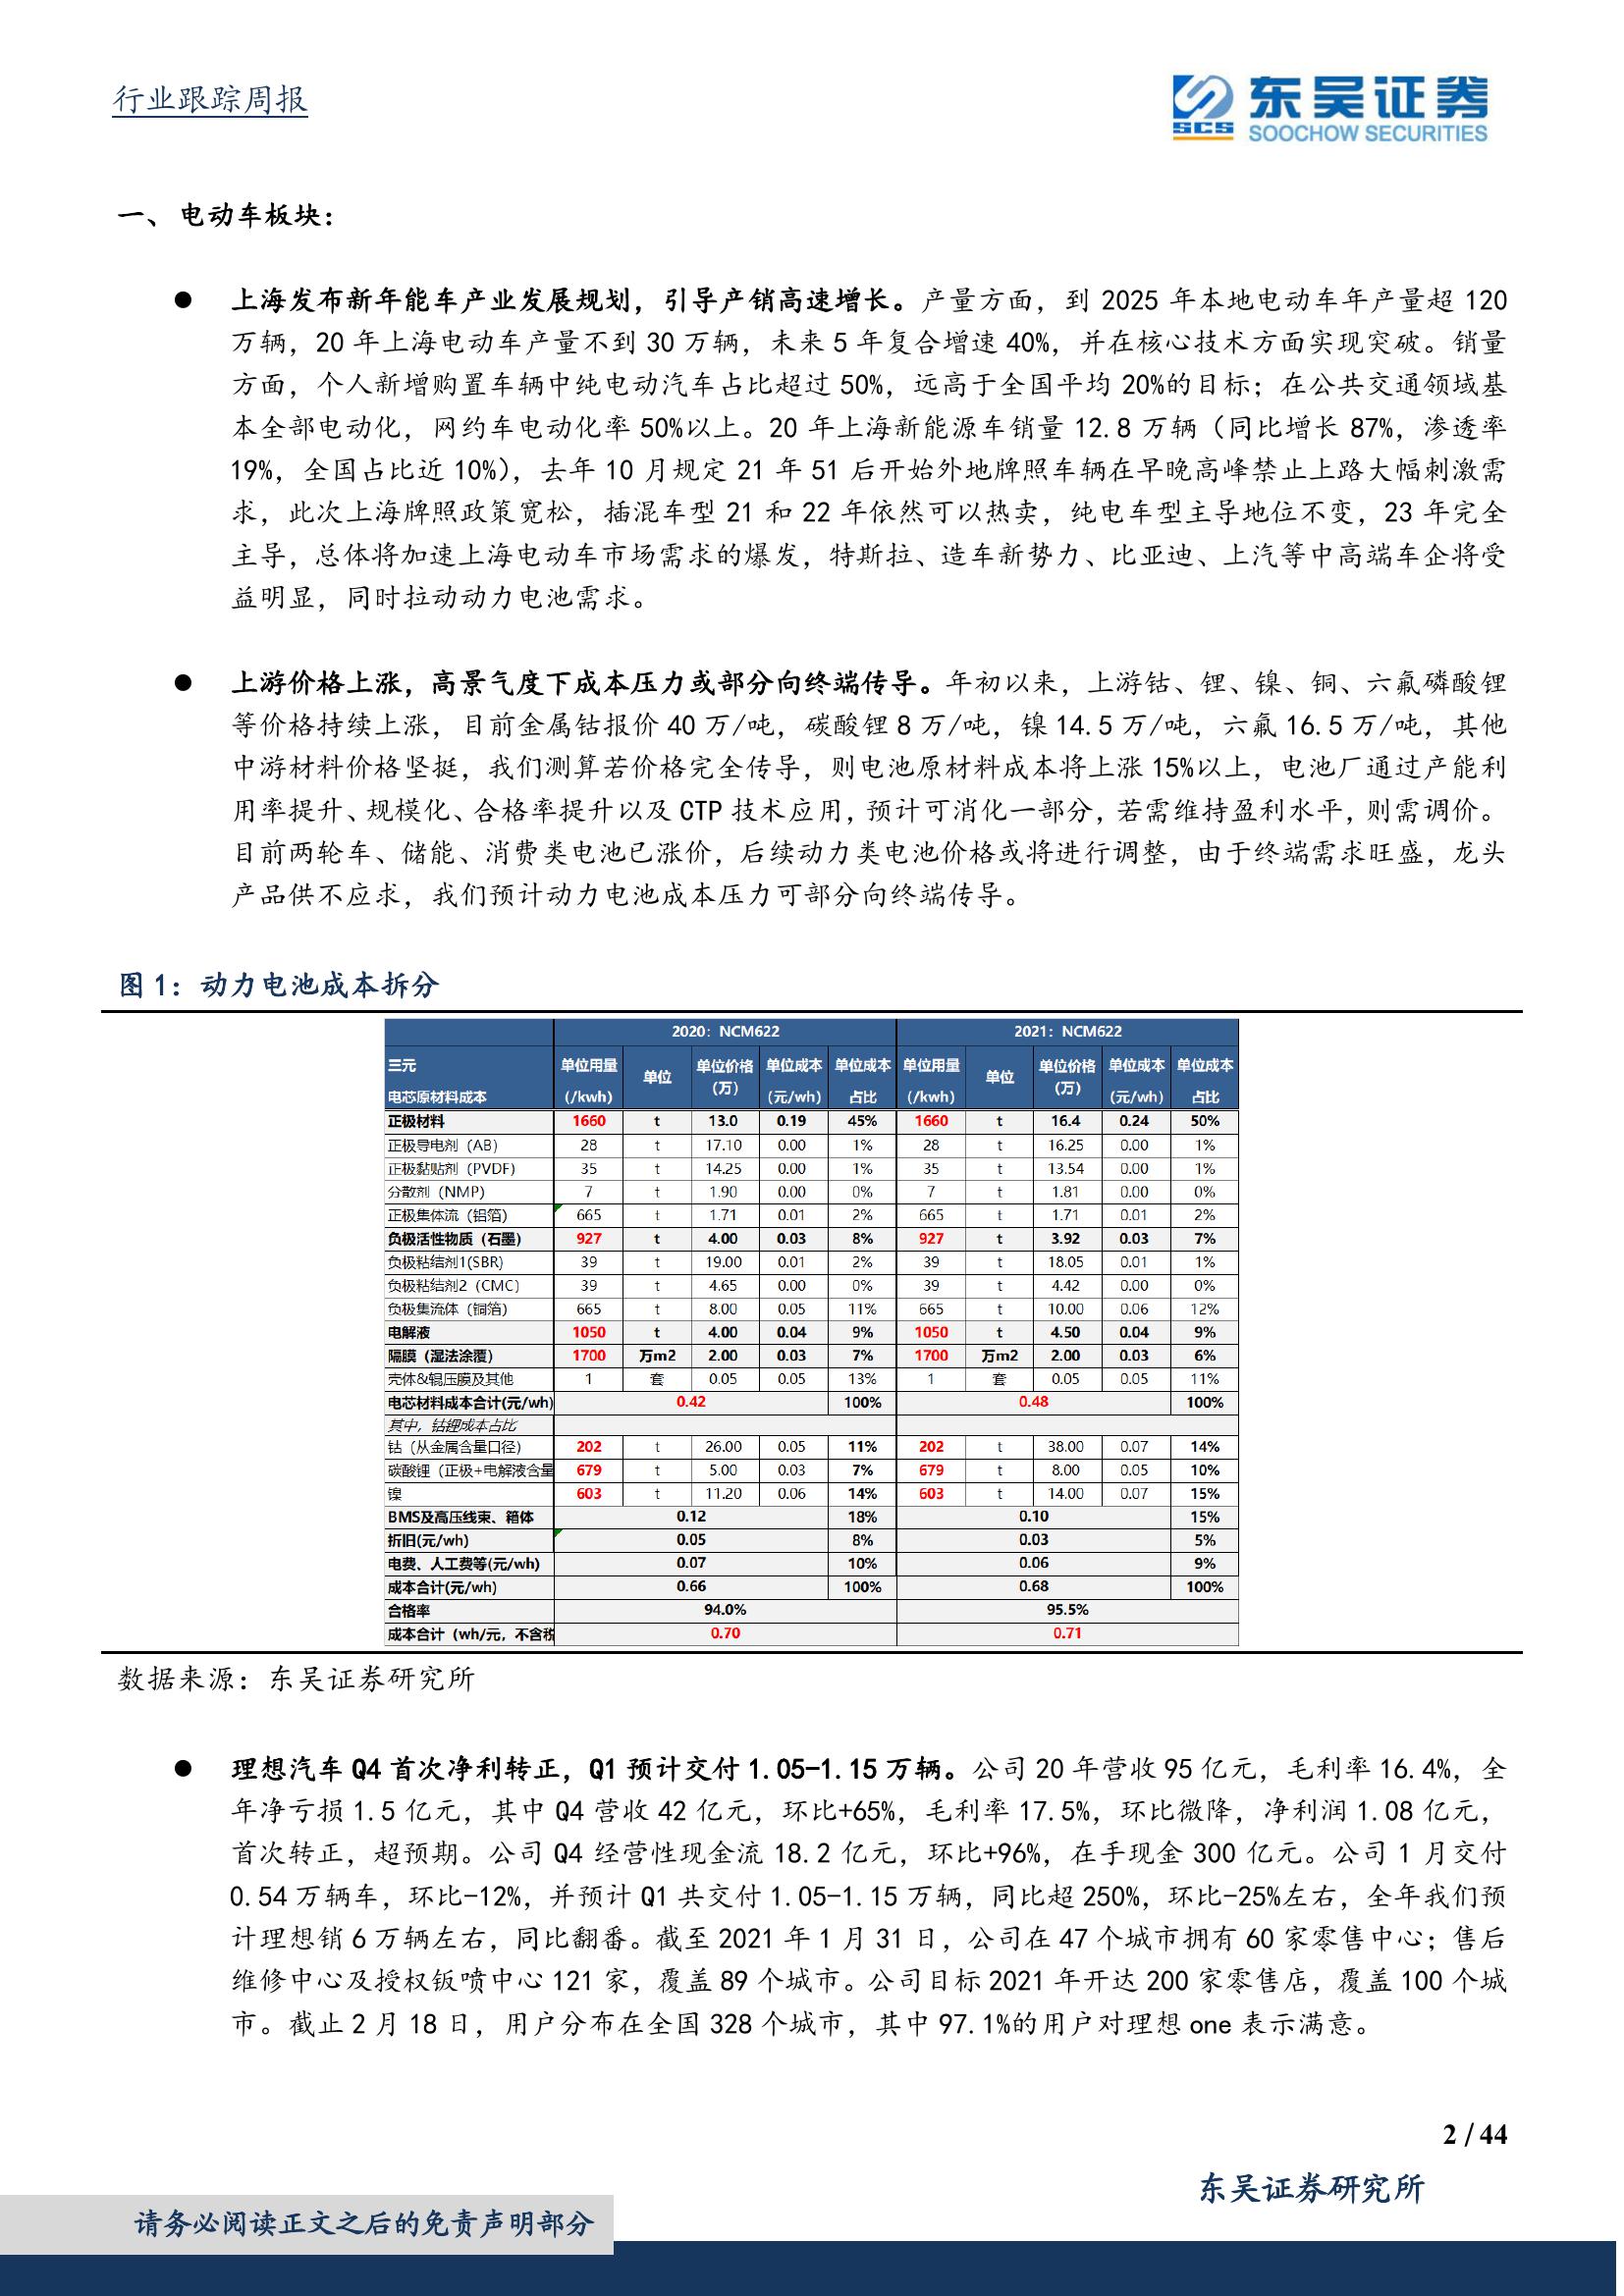 行业跟踪周报
东吴证券
SCS SOOCHOW SECURITIES
一、 电动车板块：
● 上海发布新年能车产业发展规划，引导产销高速增长。产量方面，到 2025 年本地电动车年产量超 120
万辆，20 年上海电动车产量不到 30 万辆，未来 5 年复合增速 40%，并在核心技术方面实现突破。销量
方面，个人新增购置车辆中纯电动汽车占比超过 50%，远高于全国平均 20%的目标；在公共交通领域基
本全部电动化，网约车电动化率 50%以上。20 年上海新能源车销量 12.8 万辆（同比增长 87%，渗透率
19%，全国占比近 10%），去年 10 月规定 21 年 51 后开始外地牌照车辆在早晚高峰禁止上路大幅刺激需
求，此次上海牌照政策宽松，插混车型 21 和 22 年依然可以热卖，纯电车型主导地位不变，23 年完全
主导，总体将加速上海电动车市场需求的爆发，特斯拉、造车新势力、比亚迪、上汽等中高端车企将受
益明显，同时拉动动力电池需求。
● 上游价格上涨，高景气度下成本压力或部分向终端传导。年初以来，上游钴、锂、镍、铜、六氟磷酸锂
等价格持续上涨，目前金属钴报价 40 万/吨，碳酸锂 8 万/吨，镍 14.5 万/吨，六氟 16.5 万/吨，其他
中游材料价格坚挺，我们测算若价格完全传导，则电池原材料成本将上涨 15%以上，电池厂通过产能利
用率提升、规模化、合格率提升以及 CTP 技术应用，预计可消化一部分，若需维持盈利水平，则需调价。
目前两轮车、储能、消费类电池已涨价，后续动力类电池价格或将进行调整，由于终端需求旺盛，龙头
产品供不应求，我们预计动力电池成本压力可部分向终端传导。
图 1：动力电池成本拆分
2020：NCM622 2021：NCM622
三元 单位用量 单位 单位价格 单位成本 单位成本 单位用量 单位 单位价格 单位成本 单位成本
电芯原材料成本 (/kwh) (万) (元/wh) 占比 (/kwh) (万) (元/wh) 占比
正极材料 1660 t 13.0 0.19 45% 1660 t 16.4 0.24 50%
正极导电剂（AB） 28 t 17.10 0.00 1% 28 t 16.25 0.00 1%
正极黏贴剂（PVDF） 35 t 14.25 0.00 1% 35 t 13.54 0.00 1%
分散剂（NMP） 7 t 1.90 0.00 0% 7 t 1.81 0.00 0%
正极集体流（铝箔） 665 t 1.71 0.01 2% 665 t 1.71 0.01 2%
负极活性物质（石墨） 927 t 4.00 0.03 8% 927 t 3.92 0.03 7%
负极粘结剂1(SBR) 39 t 19.00 0.01 2% 39 t 18.05 0.01 1%
负极粘结剂2（CMC） 39 t 4.65 0.00 0% 39 t 4.42 0.00 0%
负极集流体（铜箔） 665 t 8.00 0.05 11% 665 t 10.00 0.06 12%
电解液 1050 t 4.00 0.04 9% 1050 t 4.50 0.04 9%
隔膜（湿法涂覆） 1700 万m2 2.00 0.03 7% 1700 万m2 2.00 0.03 6%
壳体&辊压膜及其他 1 套 0.05 0.05 13% 1 套 0.05 0.05 11%
电芯材料成本合计(元/wh) 0.42 100% 0.48 100%
其中，钴锂成本占比
钴（从金属含量口径） 202 t 26.00 0.05 11% 202 t 38.00 0.07 14%
碳酸锂（正极+电解液含量 679 t 5.00 0.03 7% 679 t 8.00 0.05 10%
镍 603 t 11.20 0.06 14% 603 t 14.00 0.07 15%
BMS及高压线束、箱体 0.12 18% 0.10 15%
折旧(元/wh) 0.05 8% 0.03 5%
电费、人工费等(元/wh) 0.07 10% 0.06 9%
成本合计(元/wh) 0.66 100% 0.68 100%
合格率 94.0% 95.5%
成本合计（wh/元，不含税 0.70 0.71
数据来源：东吴证券研究所
● 理想汽车 Q4 首次净利转正，Q1 预计交付 1.05-1.15 万辆。公司 20 年营收 95 亿元，毛利率 16.4%，全
年净亏损 1.5 亿元，其中 Q4 营收 42 亿元，环比+65%，毛利率 17.5%，环比微降，净利润 1.08 亿元，
首次转正，超预期。公司 Q4 经营性现金流 18.2 亿元，环比+96%，在手现金 300 亿元。公司 1 月交付
0.54 万辆车，环比-12%，并预计 Q1 共交付 1.05-1.15 万辆，同比超 250%，环比-25%左右，全年我们预
计理想销 6 万辆左右，同比翻番。截至 2021 年 1 月 31 日，公司在 47 个城市拥有 60 家零售中心；售后
维修中心及授权钣喷中心 121 家，覆盖 89 个城市。公司目标 2021 年开达 200 家零售店，覆盖 100 个城
市。截止 2 月 18 日，用户分布在全国 328 个城市，其中 97.1%的用户对理想 one 表示满意。
2 / 44
东吴证券研究所
请务必阅读正文之后的免责声明部分